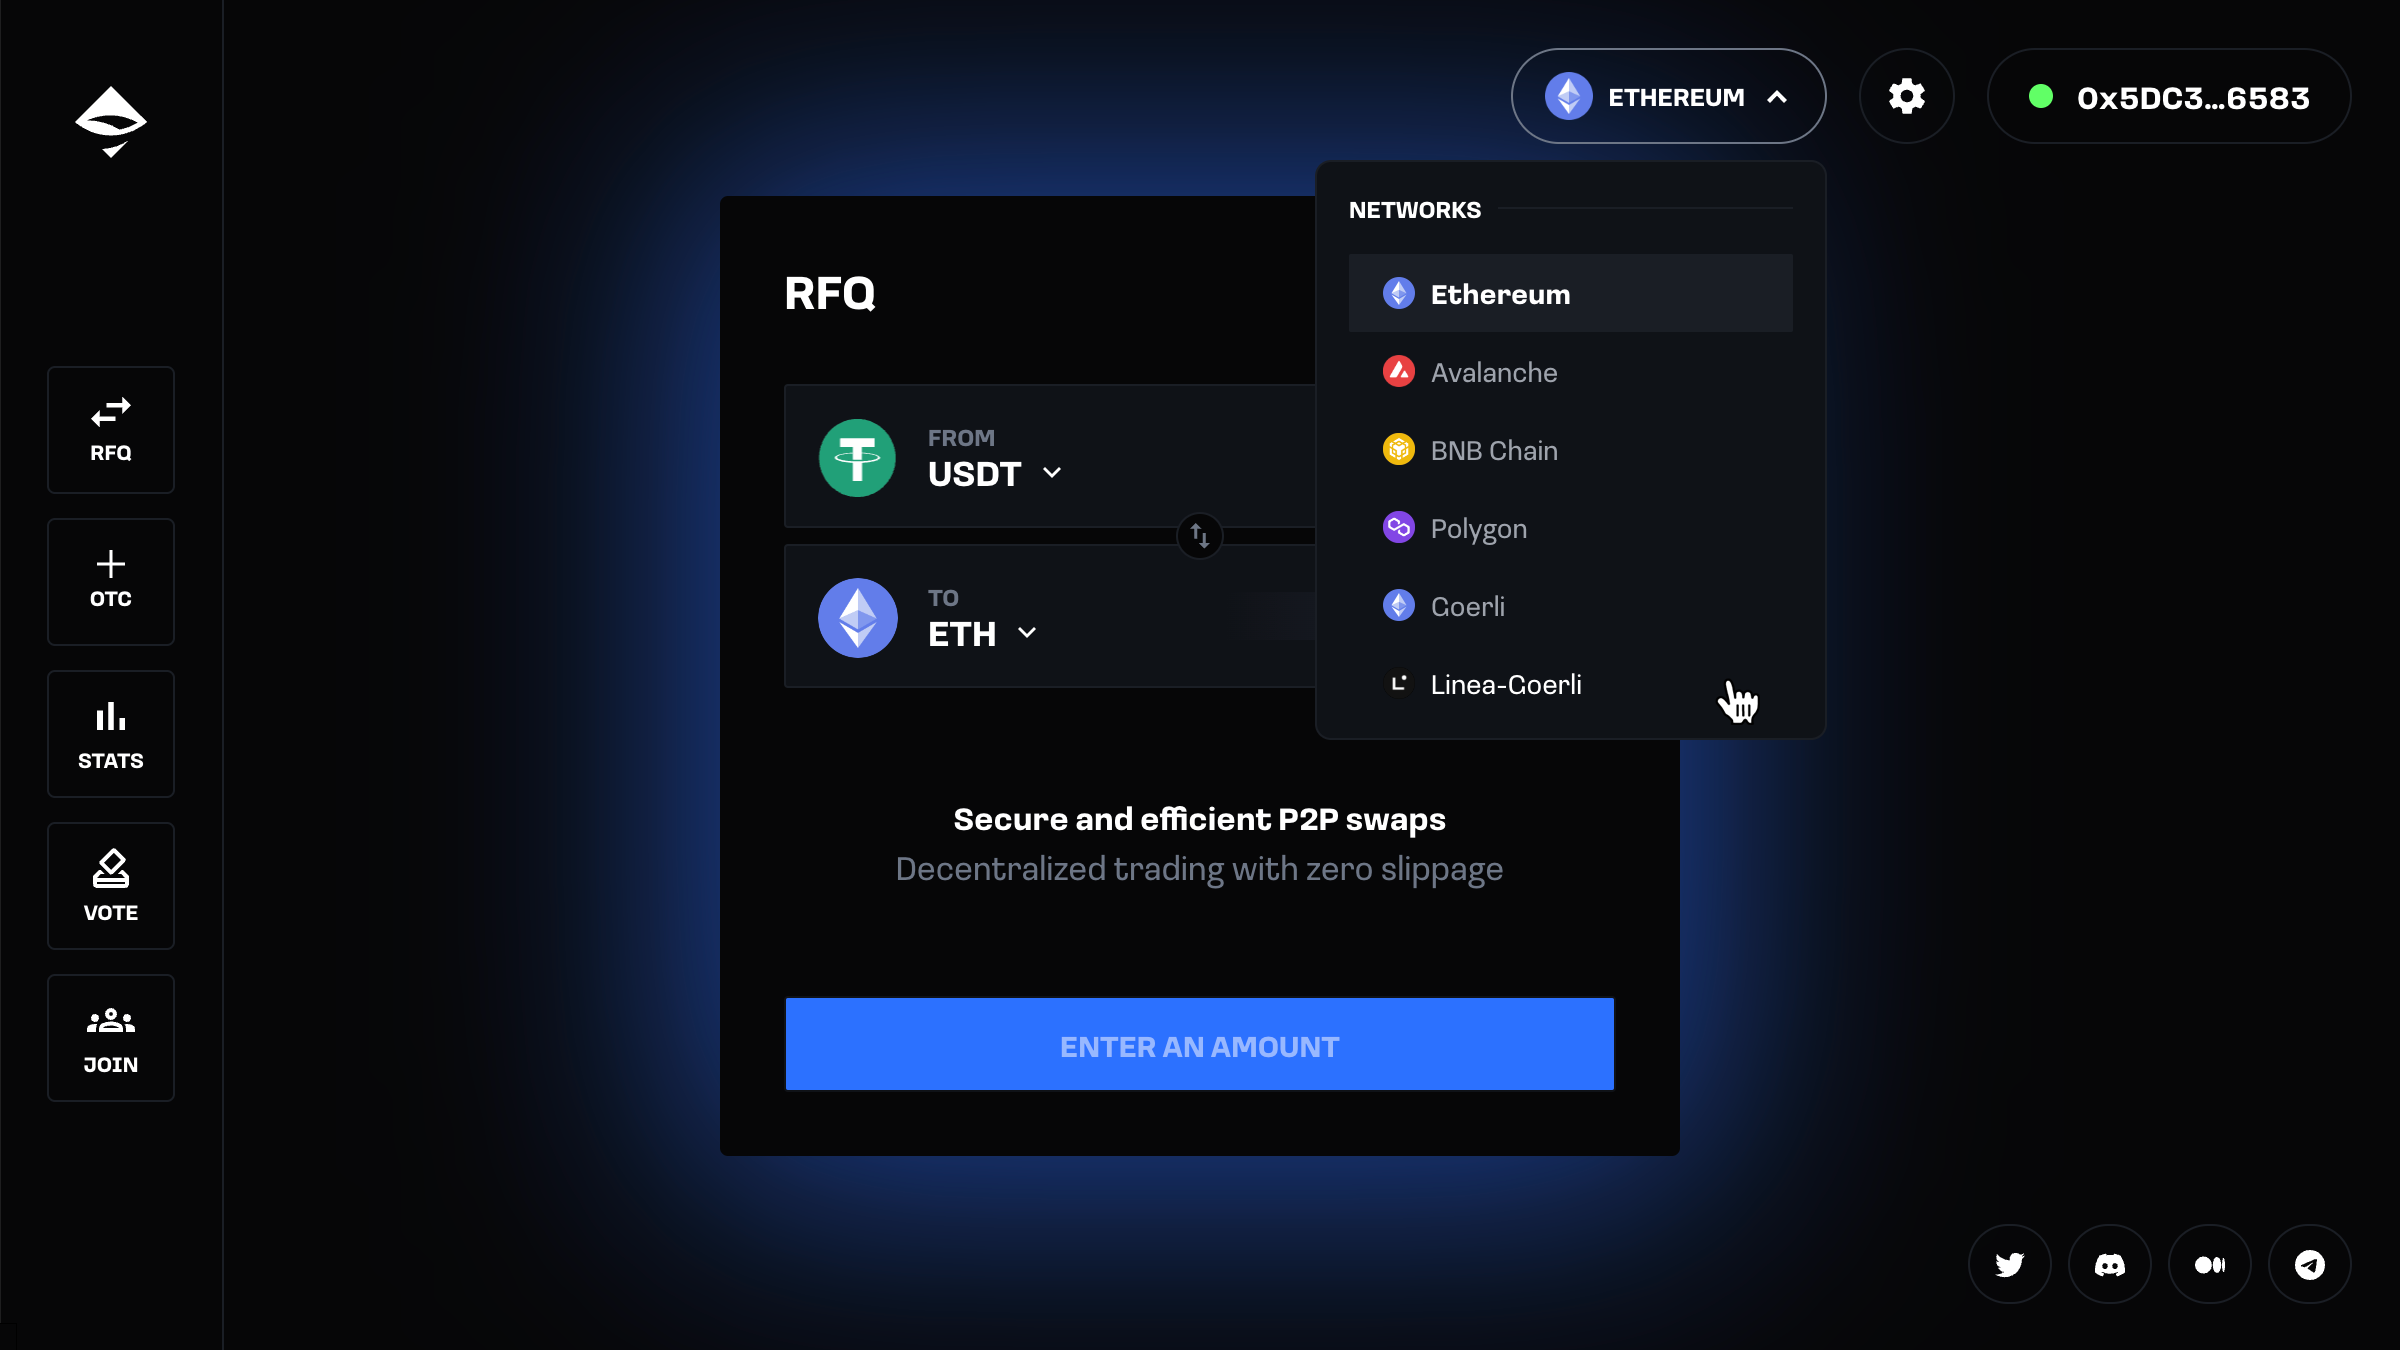 ETHEREUM
0x5DC3...6583
NETWORKS
Ethereum
Avalanche
BNB Chain
Polygon
Goerli
Linea-Goerli
RFQ
OTC
STATS
VOTE
JOIN
RFQ
FROM
USDT
TO
ETH
Secure and efficient P2P swaps
Decentralized trading with zero slippage
ENTER AN AMOUNT